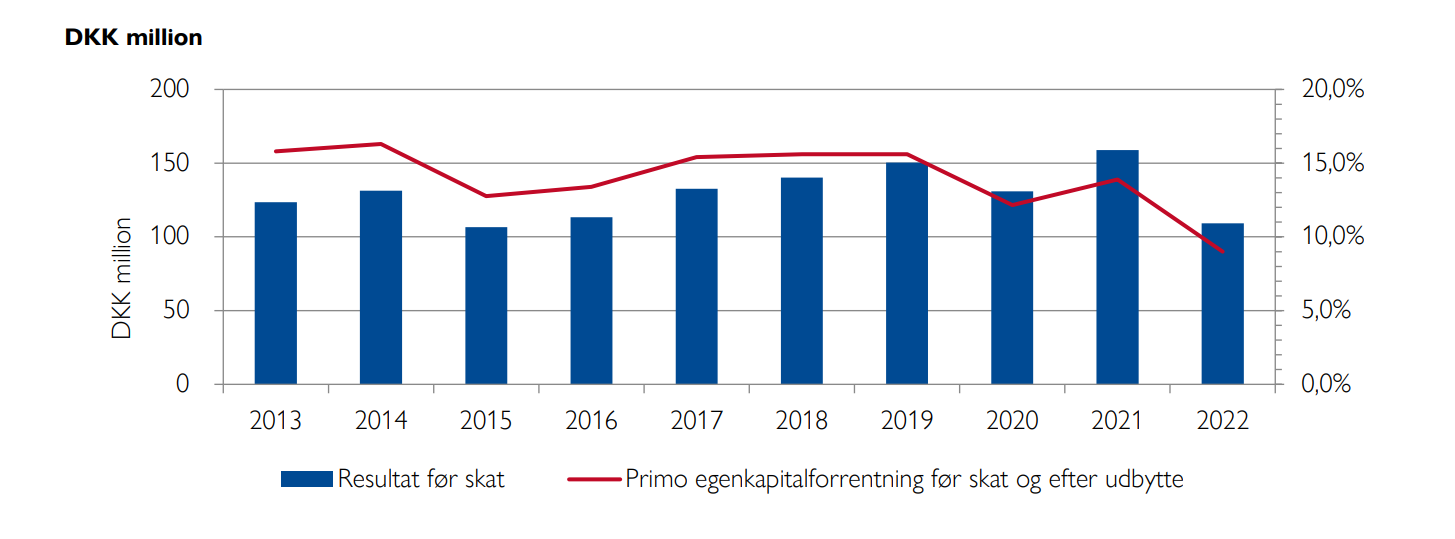 DKK million
200
150
100
50
0
DKK million
20,0%
15,0%
10,0%
5,0%
0,0%
2013 2014 2015 2016 2017 2018 2019 2020 2021 2022
Resultat før skat
Primo egenkapitalforrentning før skat og efter udbytte